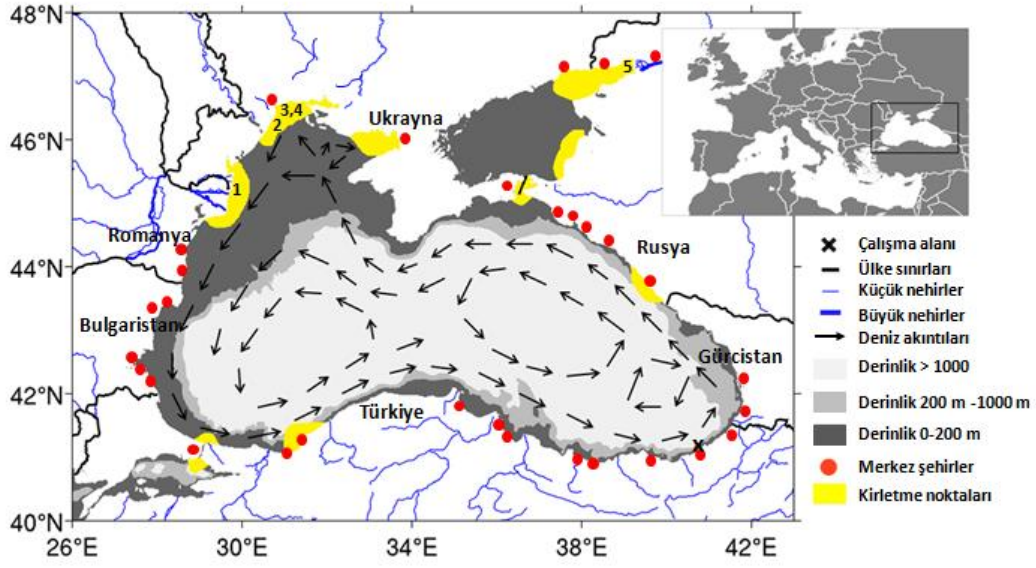 48°N
46°N
44°N
42°N
40°N
26°E
30°E
34°E
38°E
42°E
3,4
2
1
5
Ukrayna
Romanya
Rusya
Bulgaristan
Gürcistan
Türkiye
X
X Çalışma alanı
Ülke sınırları
Küçük nehirler
Büyük nehirler
Deniz akıntıları
Derinlik > 1000
Derinlik 200 m -1000 m
Derinlik 0-200 m
Merkez şehirler
Kirletme noktaları